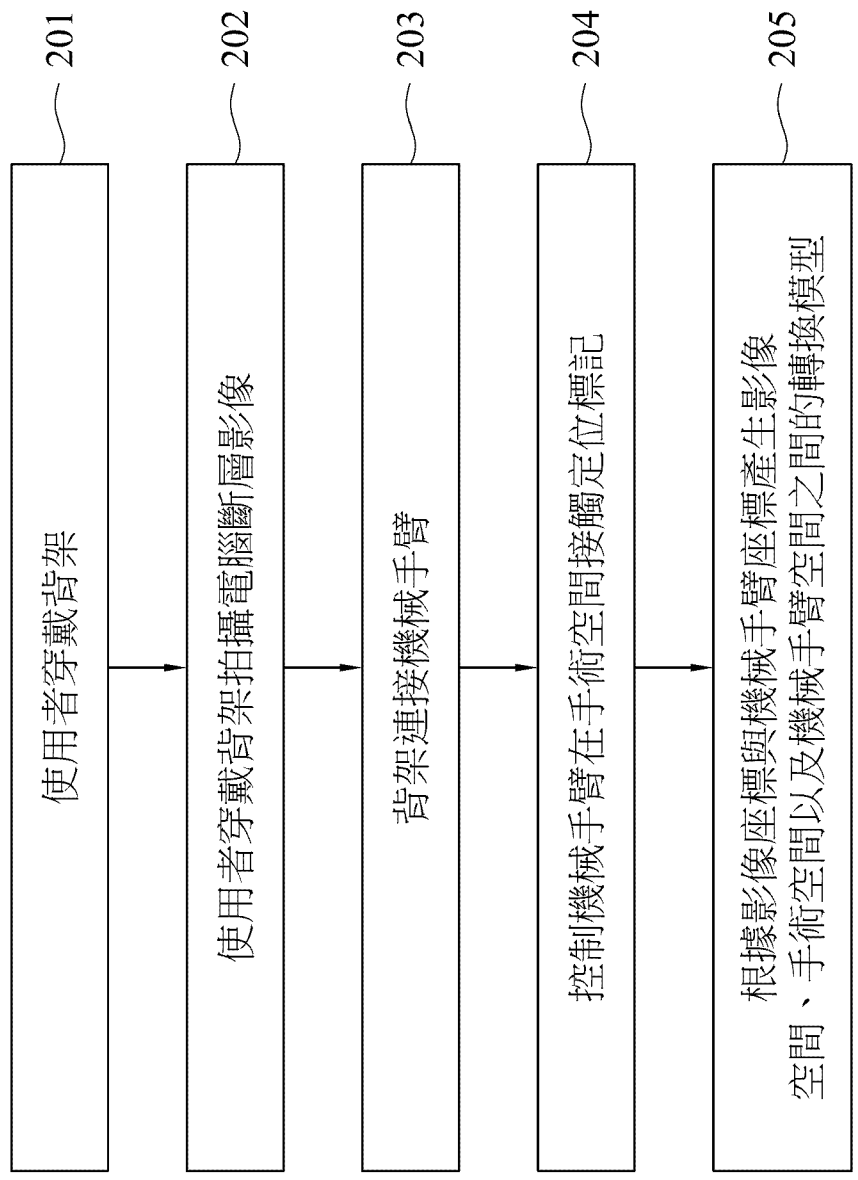 使用者穿戴背架
201
使用者穿戴背架拍攝電腦斷層影像
202
背架連接機械手臂
203
控制機械手臂在手術空間接觸定位標記
204
根據影像座標與機械手臂座標產生影像
空間、手術空間以及機械手臂空間之間的轉換模型
205